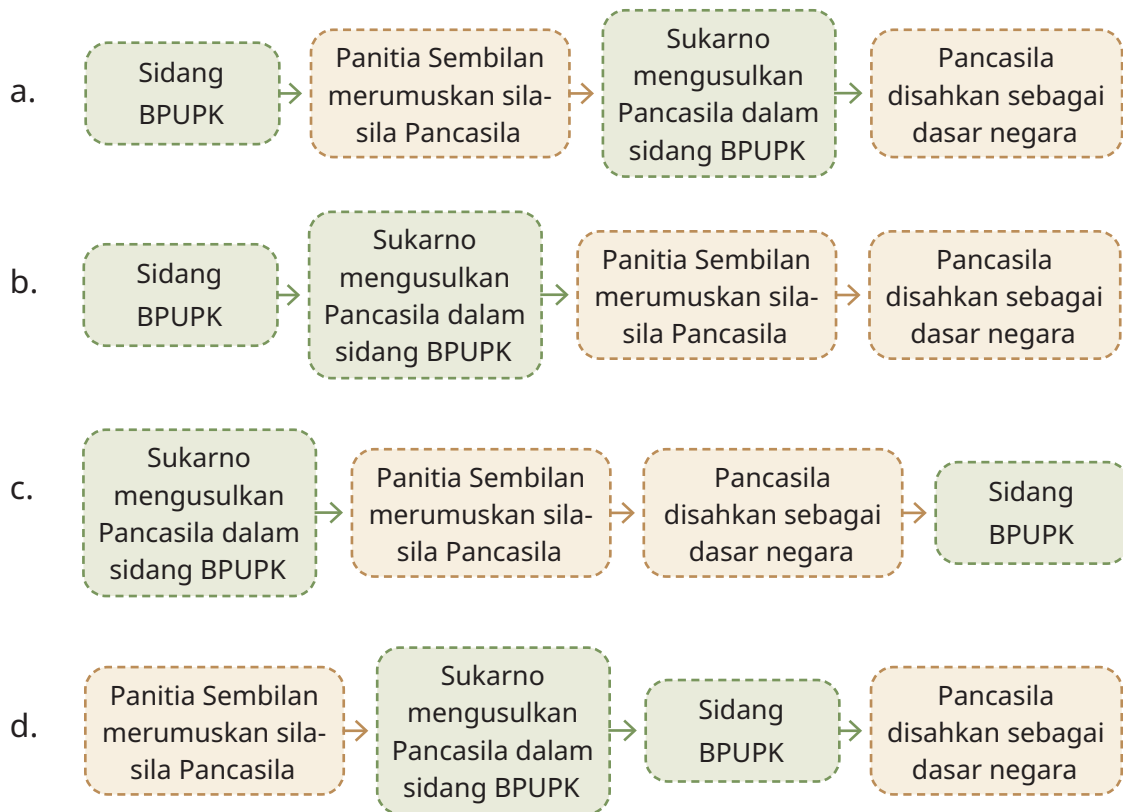 a.
Sidang
BPUPK
Panitia Sembilan
merumuskan sila-
sila Pancasila
Sukarno
mengusulkan
Pancasila dalam
sidang BPUPK
Pancasila
disahkan sebagai
dasar negara
b.
Sidang
BPUPK
Sukarno
mengusulkan
Pancasila dalam
sidang BPUPK
Panitia Sembilan
merumuskan sila-
sila Pancasila
Pancasila
disahkan sebagai
dasar negara
c.
Sukarno
mengusulkan
Pancasila dalam
sidang BPUPK
Panitia Sembilan
merumuskan sila-
sila Pancasila
Pancasila
disahkan sebagai
dasar negara
Sidang
BPUPK
d.
Panitia Sembilan
merumuskan sila-
sila Pancasila
Sukarno
mengusulkan
Pancasila dalam
sidang BPUPK
Sidang
BPUPK
Pancasila
disahkan sebagai
dasar negara